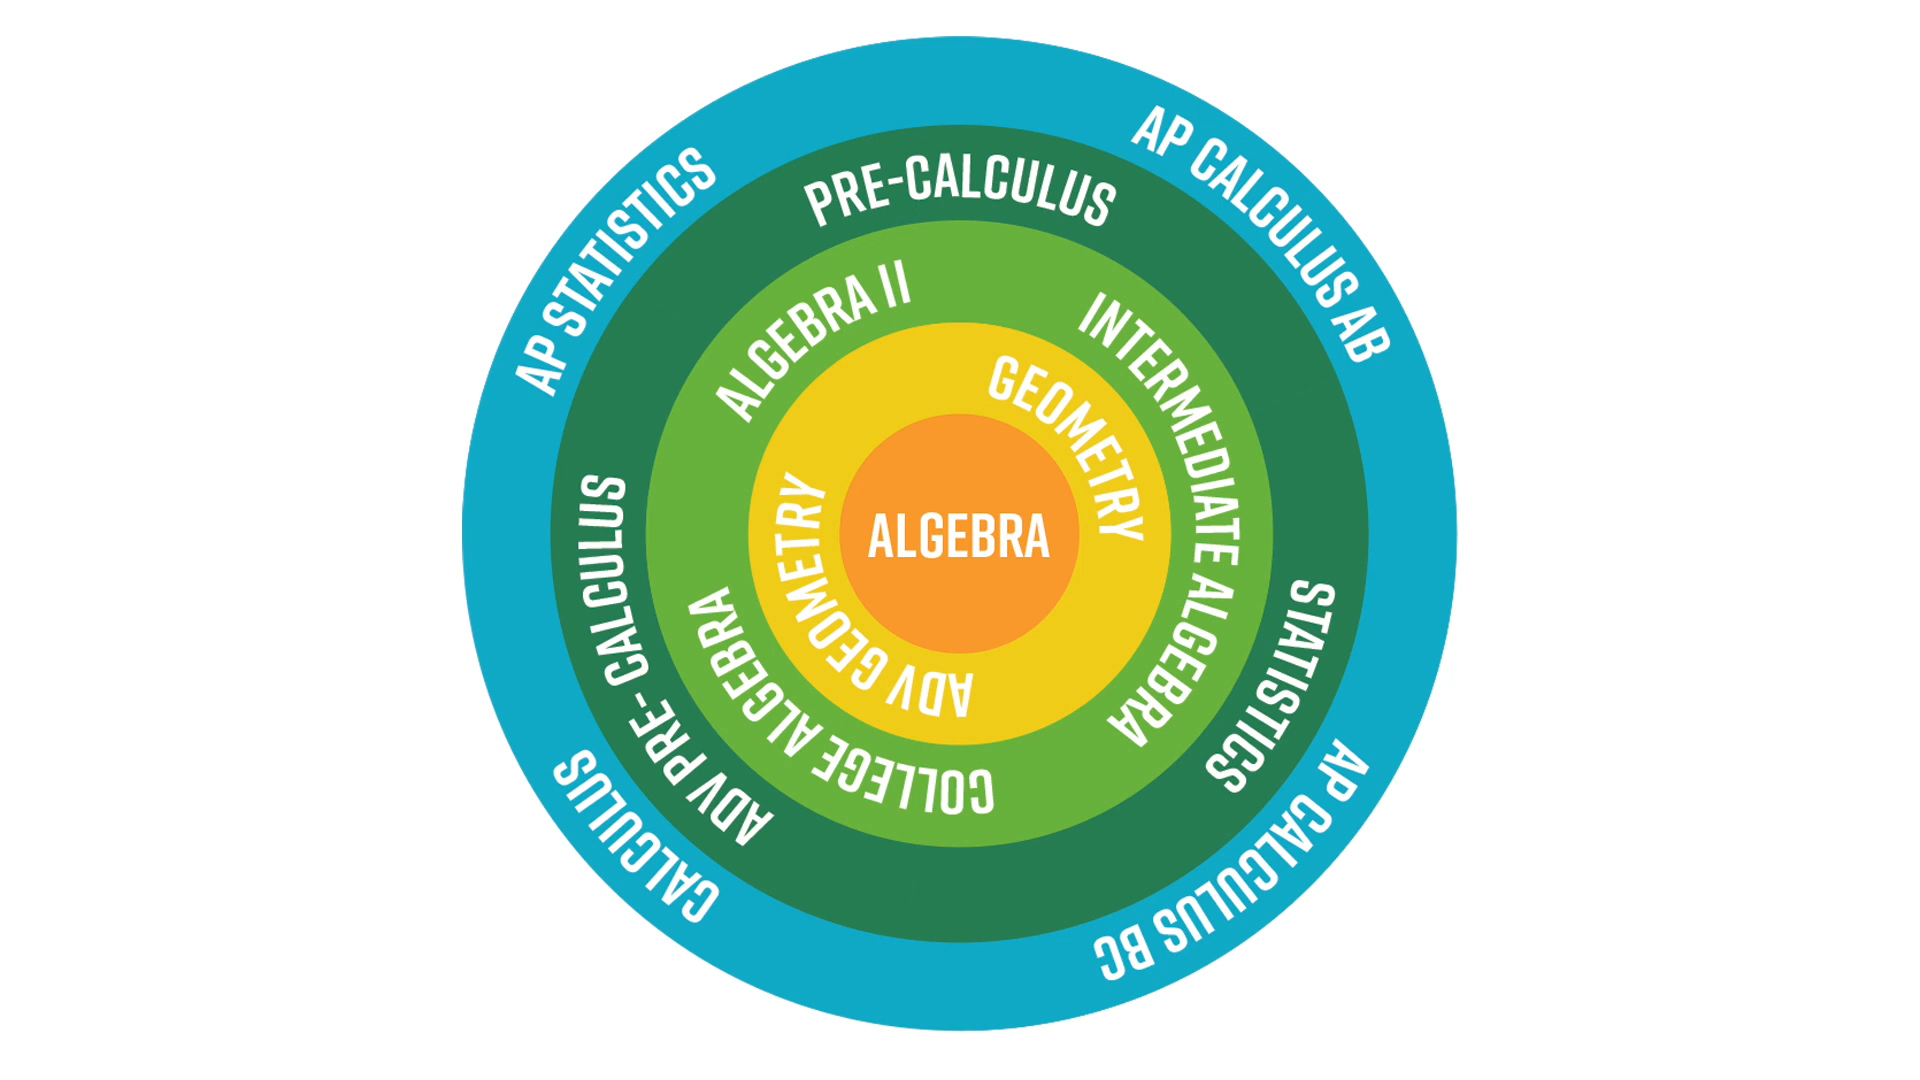 AP STATISTICS
AP CALCULUS AB
PRE-CALCULUS
ALGEBRA II
INTERMEDIATE ALGEBRA
GEOMETRY
ALGEBRA
ADV GEOMETRY
COLLEGE ALGEBRA
ADV PRE- CALCULUS
STATISTICS
CALCULUS
AP CALCULUS BC